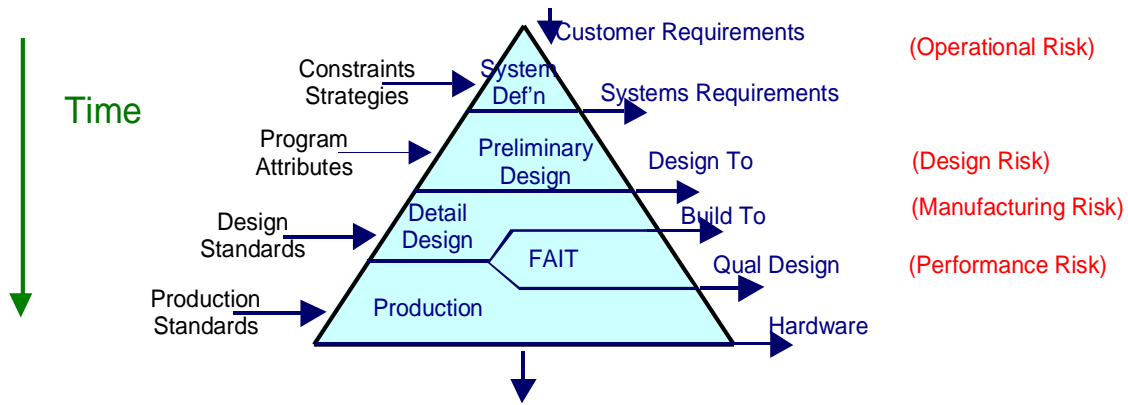 Customer Requirements
(Operational Risk)
Constraints
Strategies
System
Def'n
Systems Requirements
Time
Program
Attributes
Preliminary
Design
Design To
(Design Risk)
Detail
Design
Build To
(Manufacturing Risk)
Design
Standards
FAIT
Qual Design
(Performance Risk)
Production
Standards
Production
Hardware